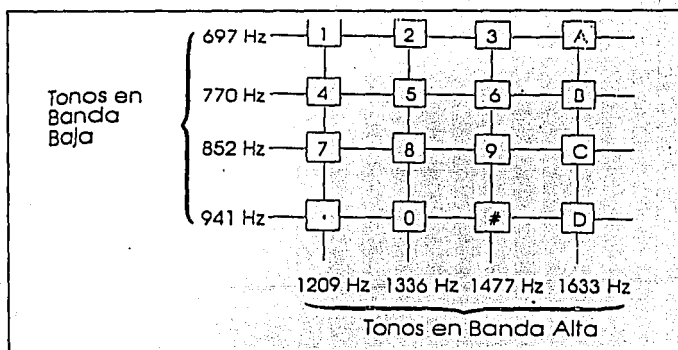 697 Hz 1 2 3 A
Tonos en
Banda
Baja
770 Hz 4 5 6 B
852 Hz 7 8 9 C
941 Hz · 0 # D
1209 Hz 1336 Hz 1477 Hz 1633 Hz
Tonos en Banda Alta